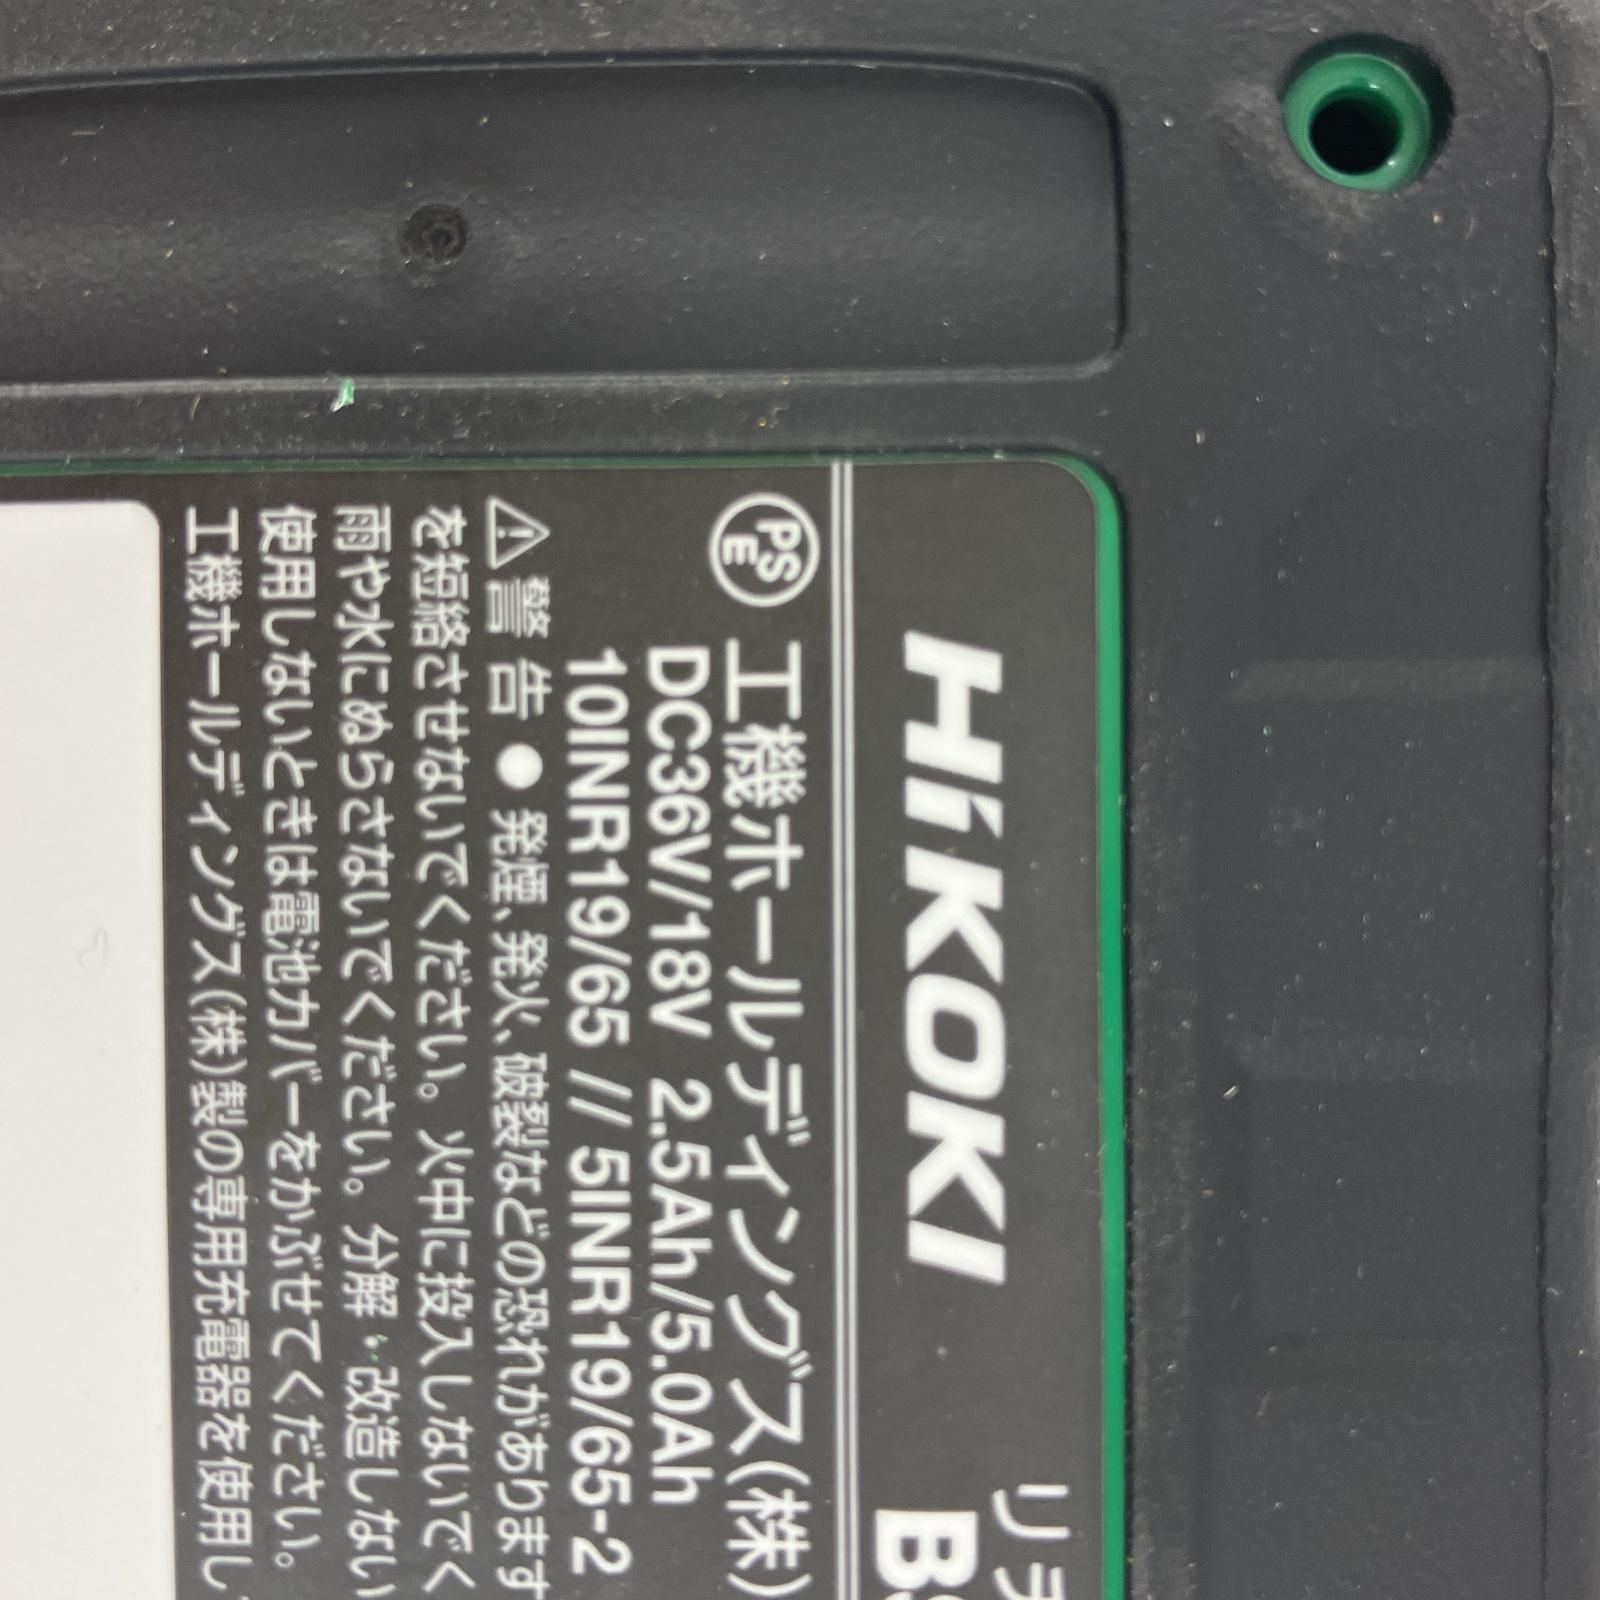 リチ
HiKOKI BS
PSE 工機ホールディングス(株)
DC36V/18V 2.5Ah/5.0Ah
10INR19/65 // 5INR19/65-2
警告 ● 発煙、発火、破裂などの恐れがあります
を短絡させないでください。火中に投入しないでく
雨や水にぬらさないでください。分解・改造しない
使用しないときは電池カバーをかぶせてください。
工機ホールディングス(株)製の専用充電器を使用し